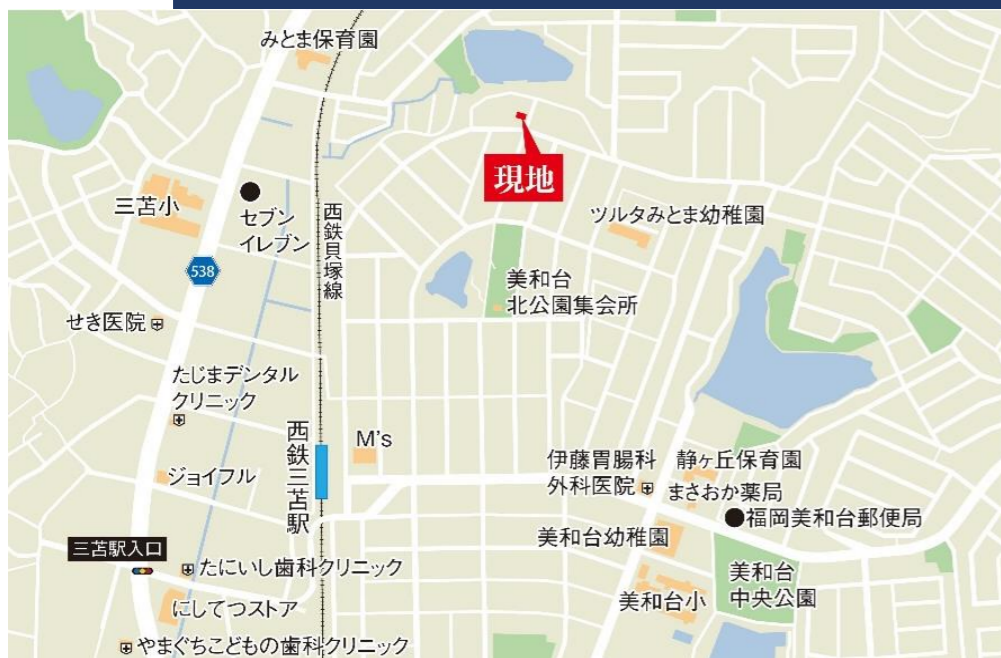 みとま保育園
現地
三苫小
セブン
イレブン
西鉄貝塚線
ツルタみとま幼稚園
538
美和台
北公園集会所
せき医院
たじまデンタル
クリニック
西鉄三苫駅
M's
ジョイフル
伊藤胃腸科
外科医院
静ヶ丘保育園
まさおか薬局
福岡美和台郵便局
美和台幼稚園
三苫駅入口
たにいし歯科クリニック
美和台
中央公園
美和台小
にしてつストア
やまぐちこどもの歯科クリニック